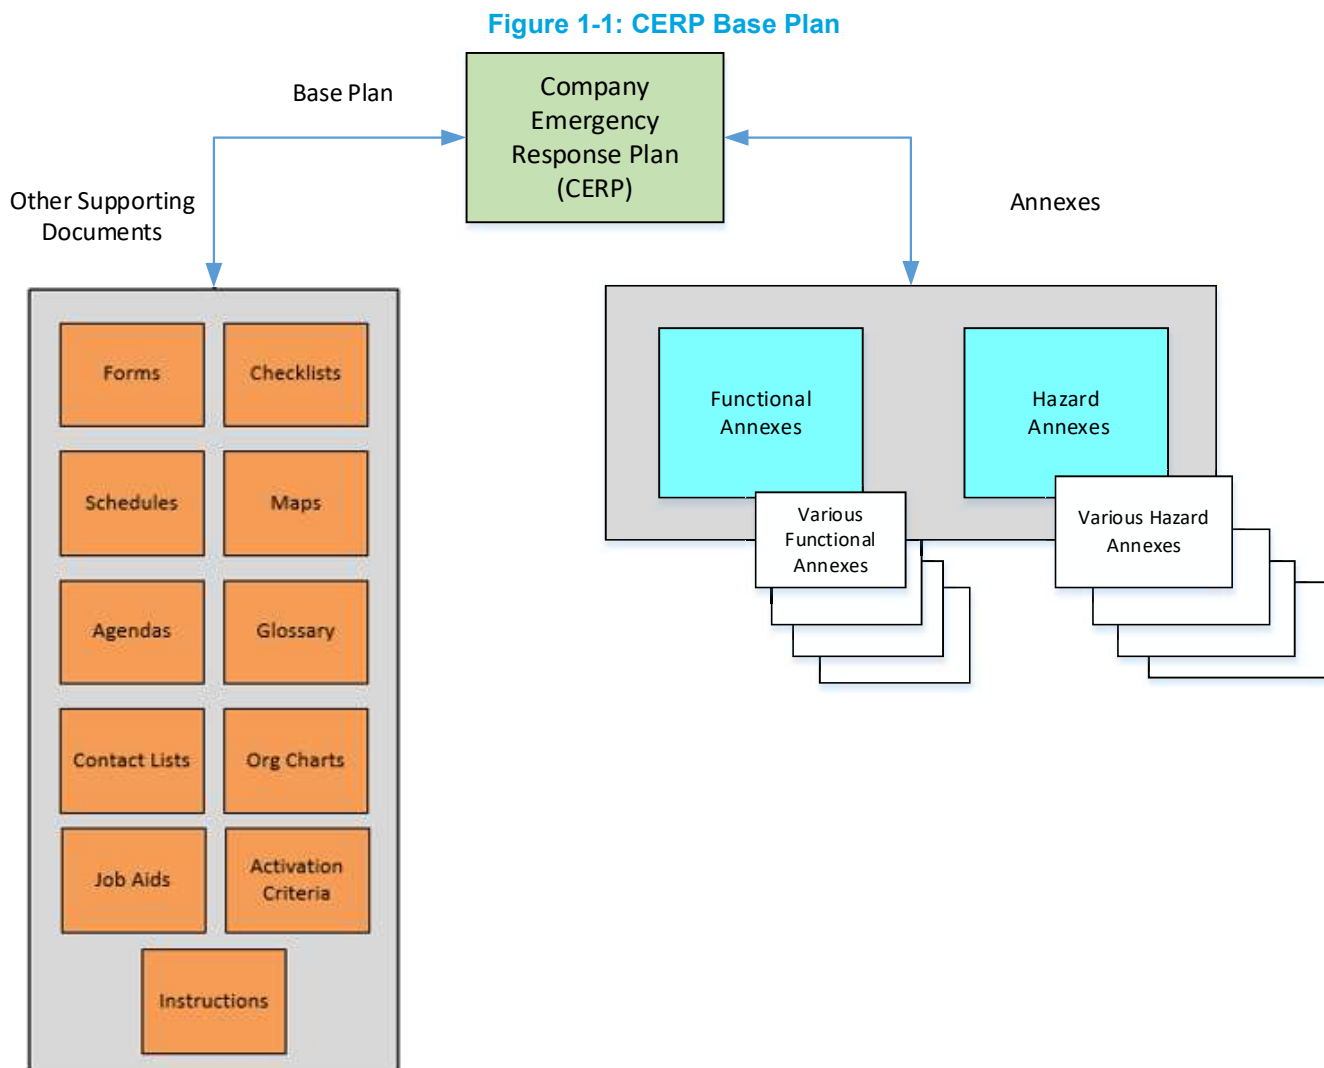 Figure 1-1: CERP Base Plan
Base Plan
Company
Emergency
Response Plan
(CERP)
Other Supporting
Documents
Annexes
Forms
Checklists
Schedules
Maps
Agendas
Glossary
Contact Lists
Org Charts
Job Aids
Activation
Criteria
Instructions
Functional
Annexes
Hazard
Annexes
Various
Functional
Annexes
Various Hazard
Annexes